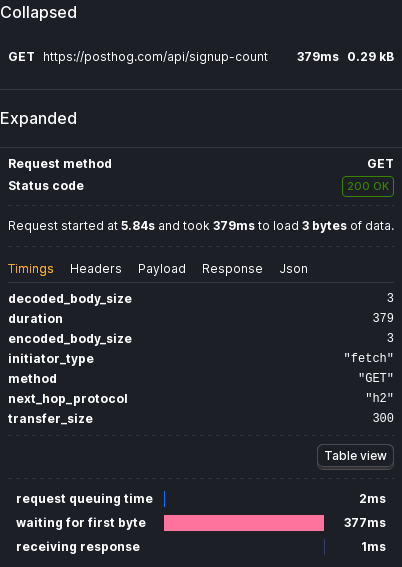 Collapsed
GET https://posthog.com/api/signup-count 379ms 0.29 kB
Expanded
Request method GET
Status code 200 OK
Request started at 5.84s and took 379ms to load 3 bytes of data.
Timings Headers Payload Response Json
decoded_body_size 3
duration 379
encoded_body_size 3
initiator_type "fetch"
method "GET"
next_hop_protocol "h2"
transfer_size 300
Table view
request queuing time 2ms
waiting for first byte 377ms
receiving response 1ms